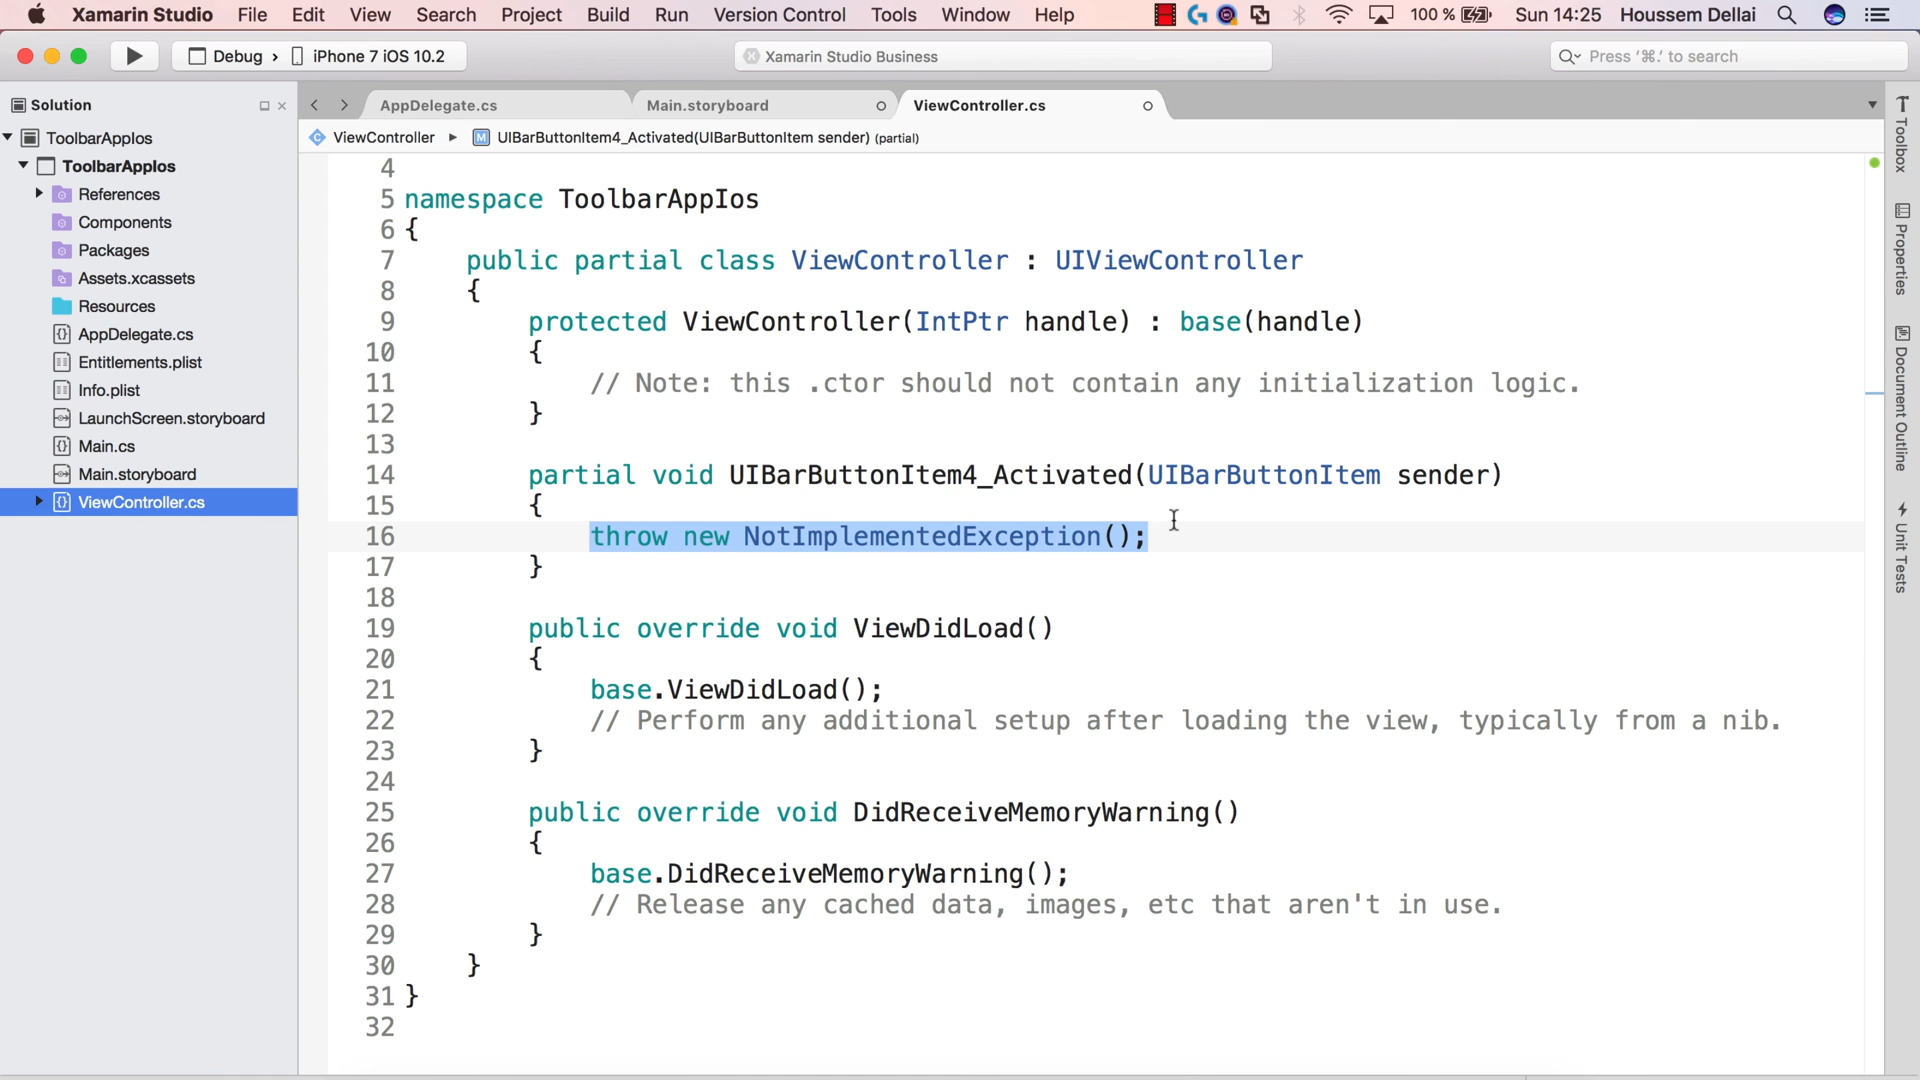 Xamarin Studio File Edit View Search Project Build Run Version Control Tools Window Help 100 % Sun 14:25 Houssem Dellai
Debug › iPhone 7 iOS 10.2 Xamarin Studio Business Press '⌘.' to search
Solution
AppDelegate.cs Main.storyboard ViewController.cs
ViewController ▸ UIBarButtonItem4_Activated(UIBarButtonItem sender) (partial)
ToolbarAppIos
ToolbarAppIos
References
Components
Packages
Assets.xcassets
Resources
AppDelegate.cs
Entitlements.plist
Info.plist
LaunchScreen.storyboard
Main.cs
Main.storyboard
ViewController.cs
4
5 namespace ToolbarAppIos
6 {
7 public partial class ViewController : UIViewController
8 {
9 protected ViewController(IntPtr handle) : base(handle)
10 {
11 // Note: this .ctor should not contain any initialization logic.
12 }
13
14 partial void UIBarButtonItem4_Activated(UIBarButtonItem sender)
15 {
16 throw new NotImplementedException();
17 }
18
19 public override void ViewDidLoad()
20 {
21 base.ViewDidLoad();
22 // Perform any additional setup after loading the view, typically from a nib.
23 }
24
25 public override void DidReceiveMemoryWarning()
26 {
27 base.DidReceiveMemoryWarning();
28 // Release any cached data, images, etc that aren't in use.
29 }
30 }
31 }
32
Toolbox
Properties
Document Outline
Unit Tests